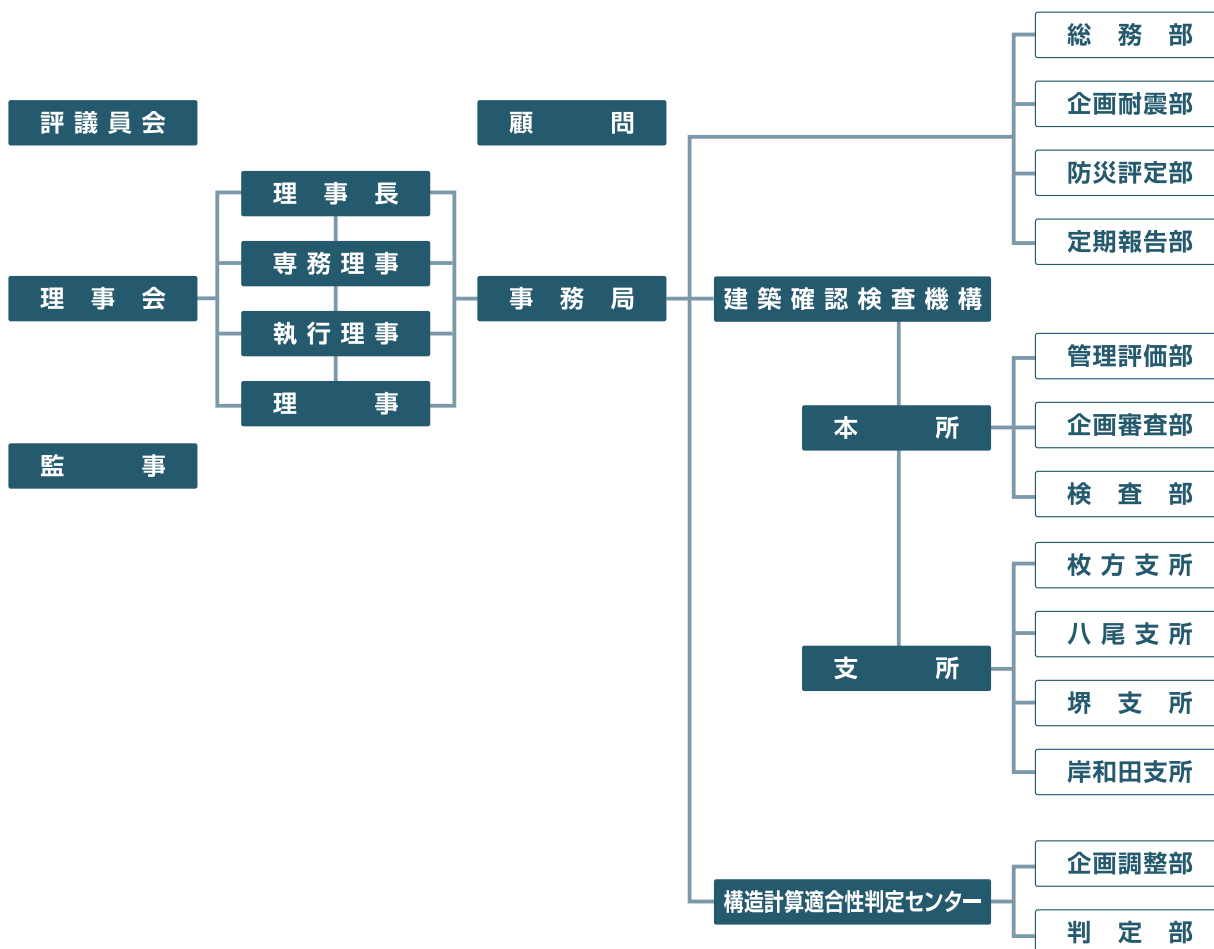 評議員会
理事会
監事
理事長
専務理事
執行理事
理事
顧問
事務局
総務部
企画耐震部
防災評定部
定期報告部
建築確認検査機構
本所
管理評価部
企画審査部
検査部
支所
枚方支所
八尾支所
堺支所
岸和田支所
構造計算適合性判定センター
企画調整部
判定部